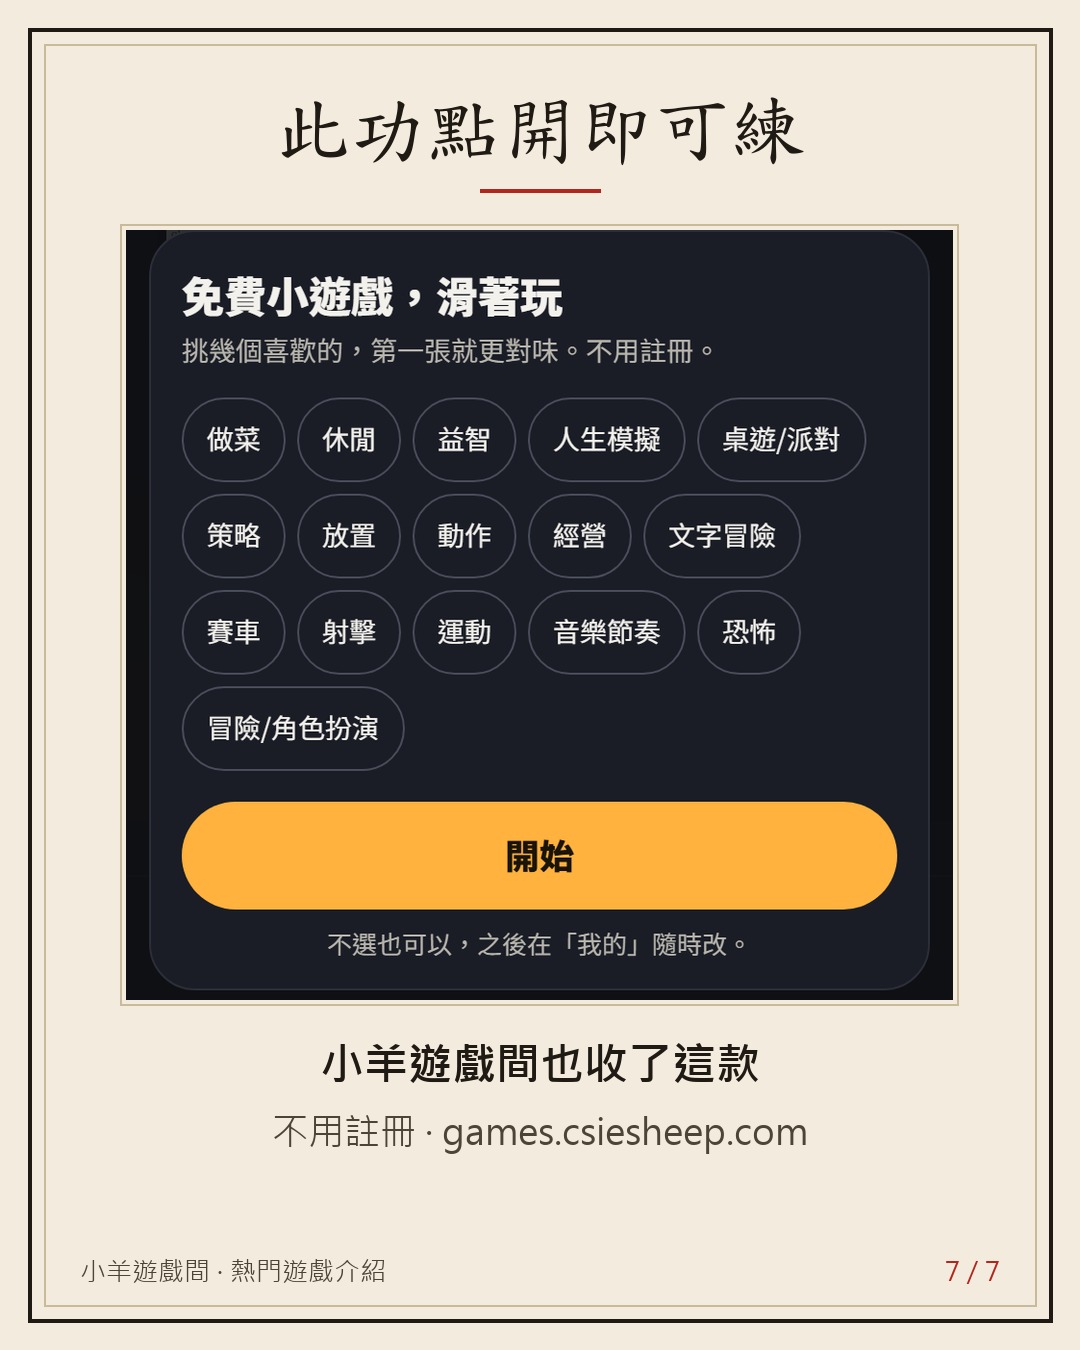 此功點開即可練
免費小遊戲，滑著玩
挑幾個喜歡的，第一張就更對味。不用註冊。
做菜 休閒 益智 人生模擬 桌遊/派對
策略 放置 動作 經營 文字冒險
賽車 射擊 運動 音樂節奏 恐怖
冒險/角色扮演
開始
不選也可以，之後在「我的」隨時改。
小羊遊戲間也收了這款
不用註冊 · games.csiesheep.com
小羊遊戲間 · 熱門遊戲介紹
7 / 7